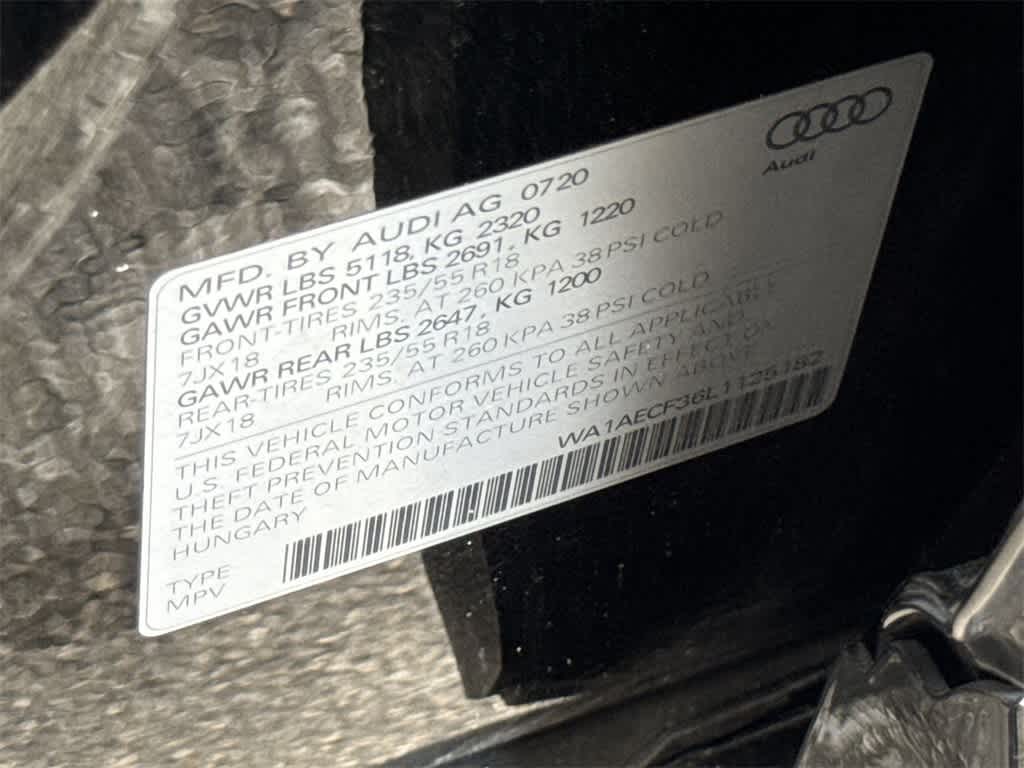 Audi
MFD. BY AUDI AG 0720
GVWR LBS 5118, KG 2320
GAWR FRONT LBS 2691, KG 1220
FRONT-TIRES 235/55 R18
7JX18 RIMS, AT 260 KPA 38 PSI COLD
GAWR REAR LBS 2647, KG 1200
REAR-TIRES 235/55 R18
7JX18 RIMS, AT 260 KPA 38 PSI COLD
THIS VEHICLE CONFORMS TO ALL APPLICABLE
U.S. FEDERAL MOTOR VEHICLE SAFETY AND
THEFT PREVENTION STANDARDS IN EFFECT ON
THE DATE OF MANUFACTURE SHOWN ABOVE
HUNGARY WA1AECF36L1125152
TYPE
MPV